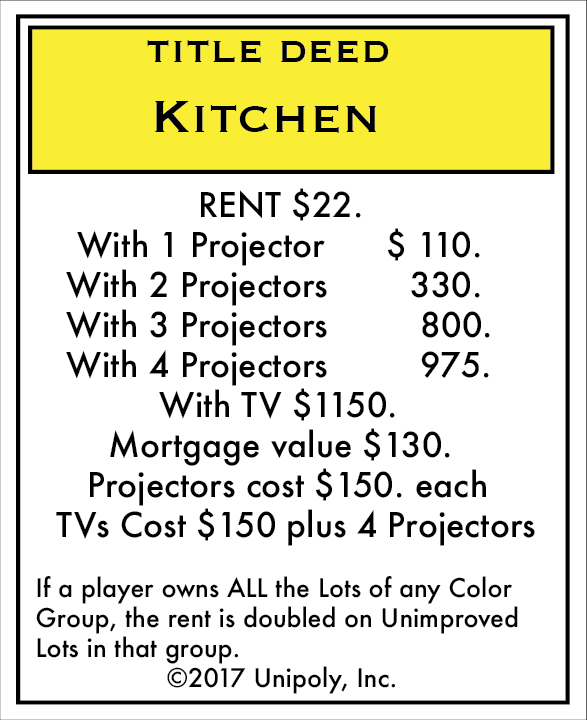 TITLE DEED
KITCHEN
RENT $22.
With 1 Projector $ 110.
With 2 Projectors 330.
With 3 Projectors 800.
With 4 Projectors 975.
With TV $1150.
Mortgage value $130.
Projectors cost $150. each
TVs Cost $150 plus 4 Projectors
If a player owns ALL the Lots of any Color
Group, the rent is doubled on Unimproved
Lots in that group.
©2017 Unipoly, Inc.